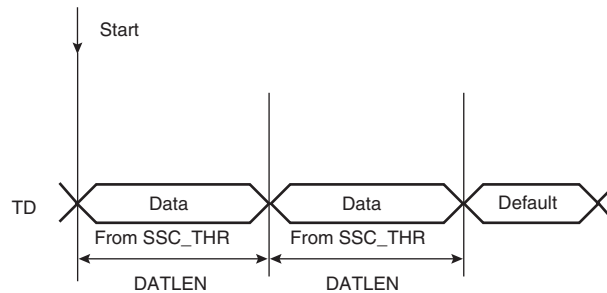 Start
TD
Data
Data
Default
From SSC_THR
From SSC_THR
DATLEN
DATLEN